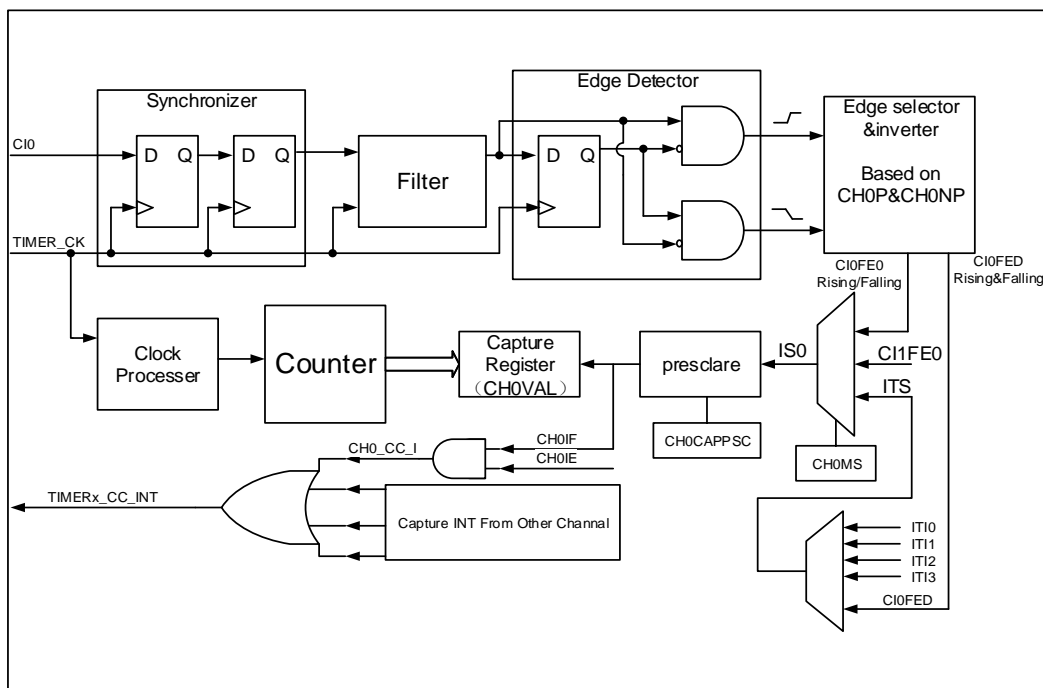 Edge Detector
Synchronizer
Edge selector
&inverter
Based on
CH0P&CH0NP
CI0
D Q
D Q
Filter
D Q
TIMER_CK
CI0FE0
Rising/Falling
CI0FED
Rising&Falling
Clock
Processer
Counter
Capture
Register
（CH0VAL）
presclare
IS0
CI1FE0
ITS
CH0CAPPSC
CH0MS
CH0_CC_I
CH0IF
CH0IE
TIMERx_CC_INT
Capture INT From Other Channel
ITI0
ITI1
ITI2
ITI3
CI0FED